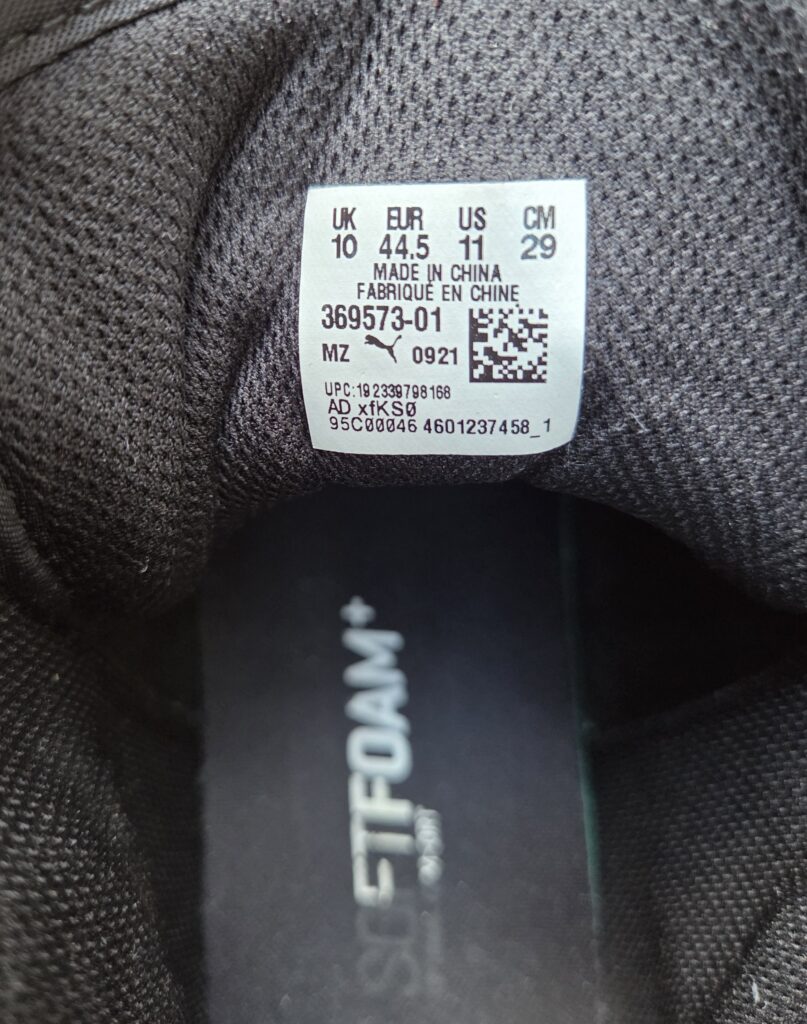 UK EUR US CM
10 44.5 11 29
MADE IN CHINA
FABRIQUÉ EN CHINE
369573-01
MZ 0921
UPC:192339798168
AD xfKS0
95C00046 4601237458_1
SOFTFOAM+